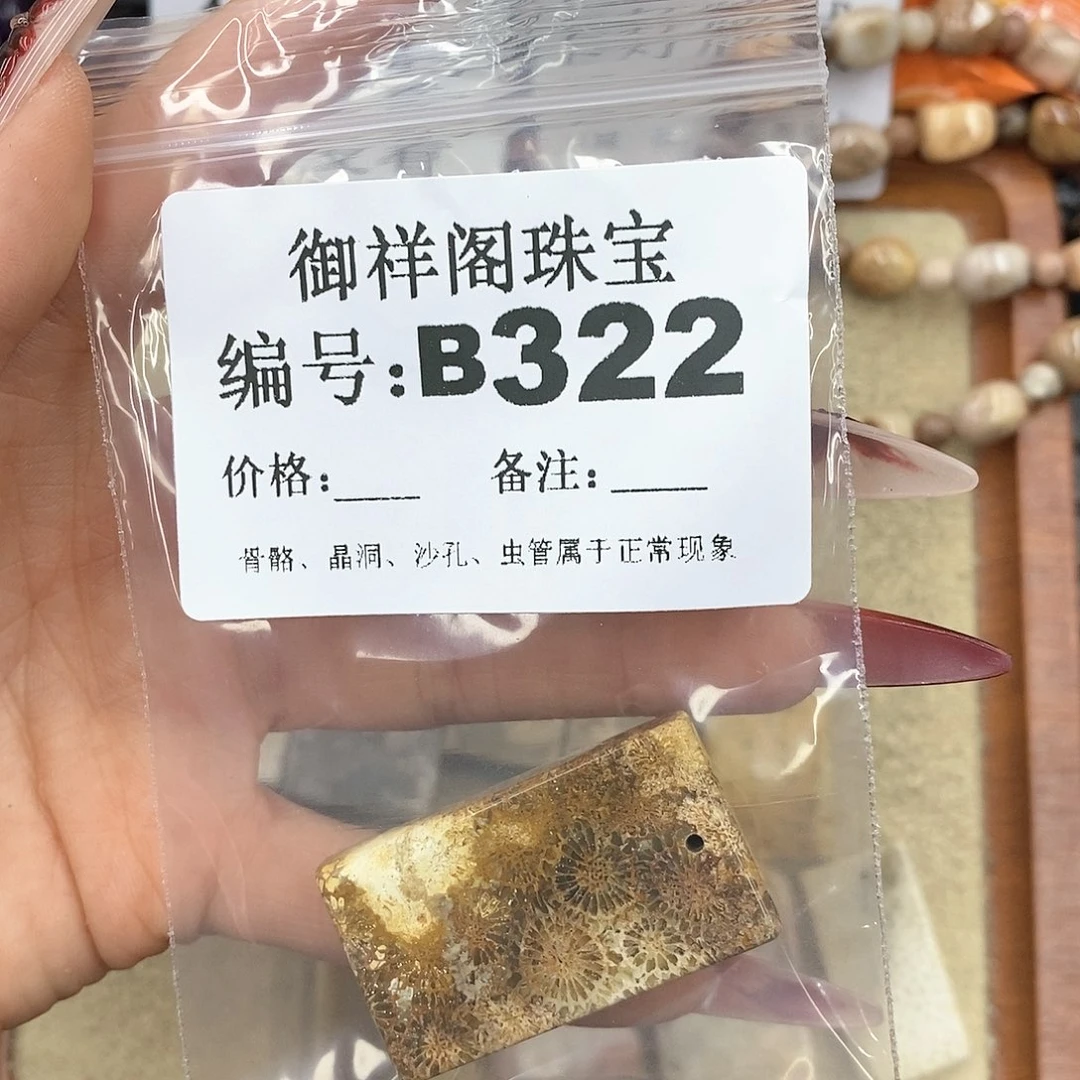 御祥阁珠宝
编号:B322
价格:____ 备注:____
骨骼、晶洞、沙孔、虫管属于正常现象